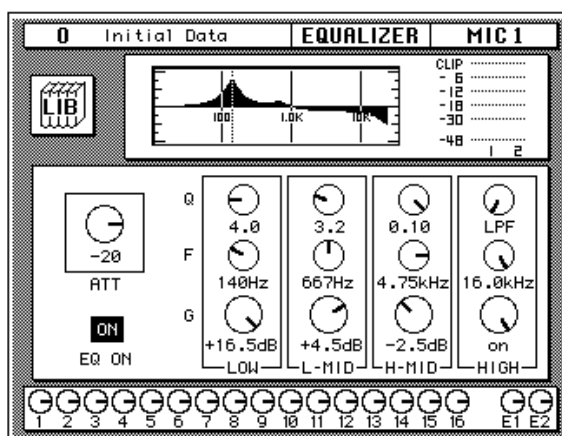 0 Initial Data EQUALIZER MIC 1
LIB
CLIP
- 6
-12
-18
-30
-48
1 2
100 1.0K 10K
Q
4.0 3.2 0.10 LPF
-20
ATT
F
140Hz 667Hz 4.75kHz 16.0kHz
G
ON
EQ ON
+16.5dB +4.5dB -2.5dB on
LOW L-MID H-MID HIGH
1 2 3 4 5 6 7 8 9 10 11 12 13 14 15 16 E1 E2